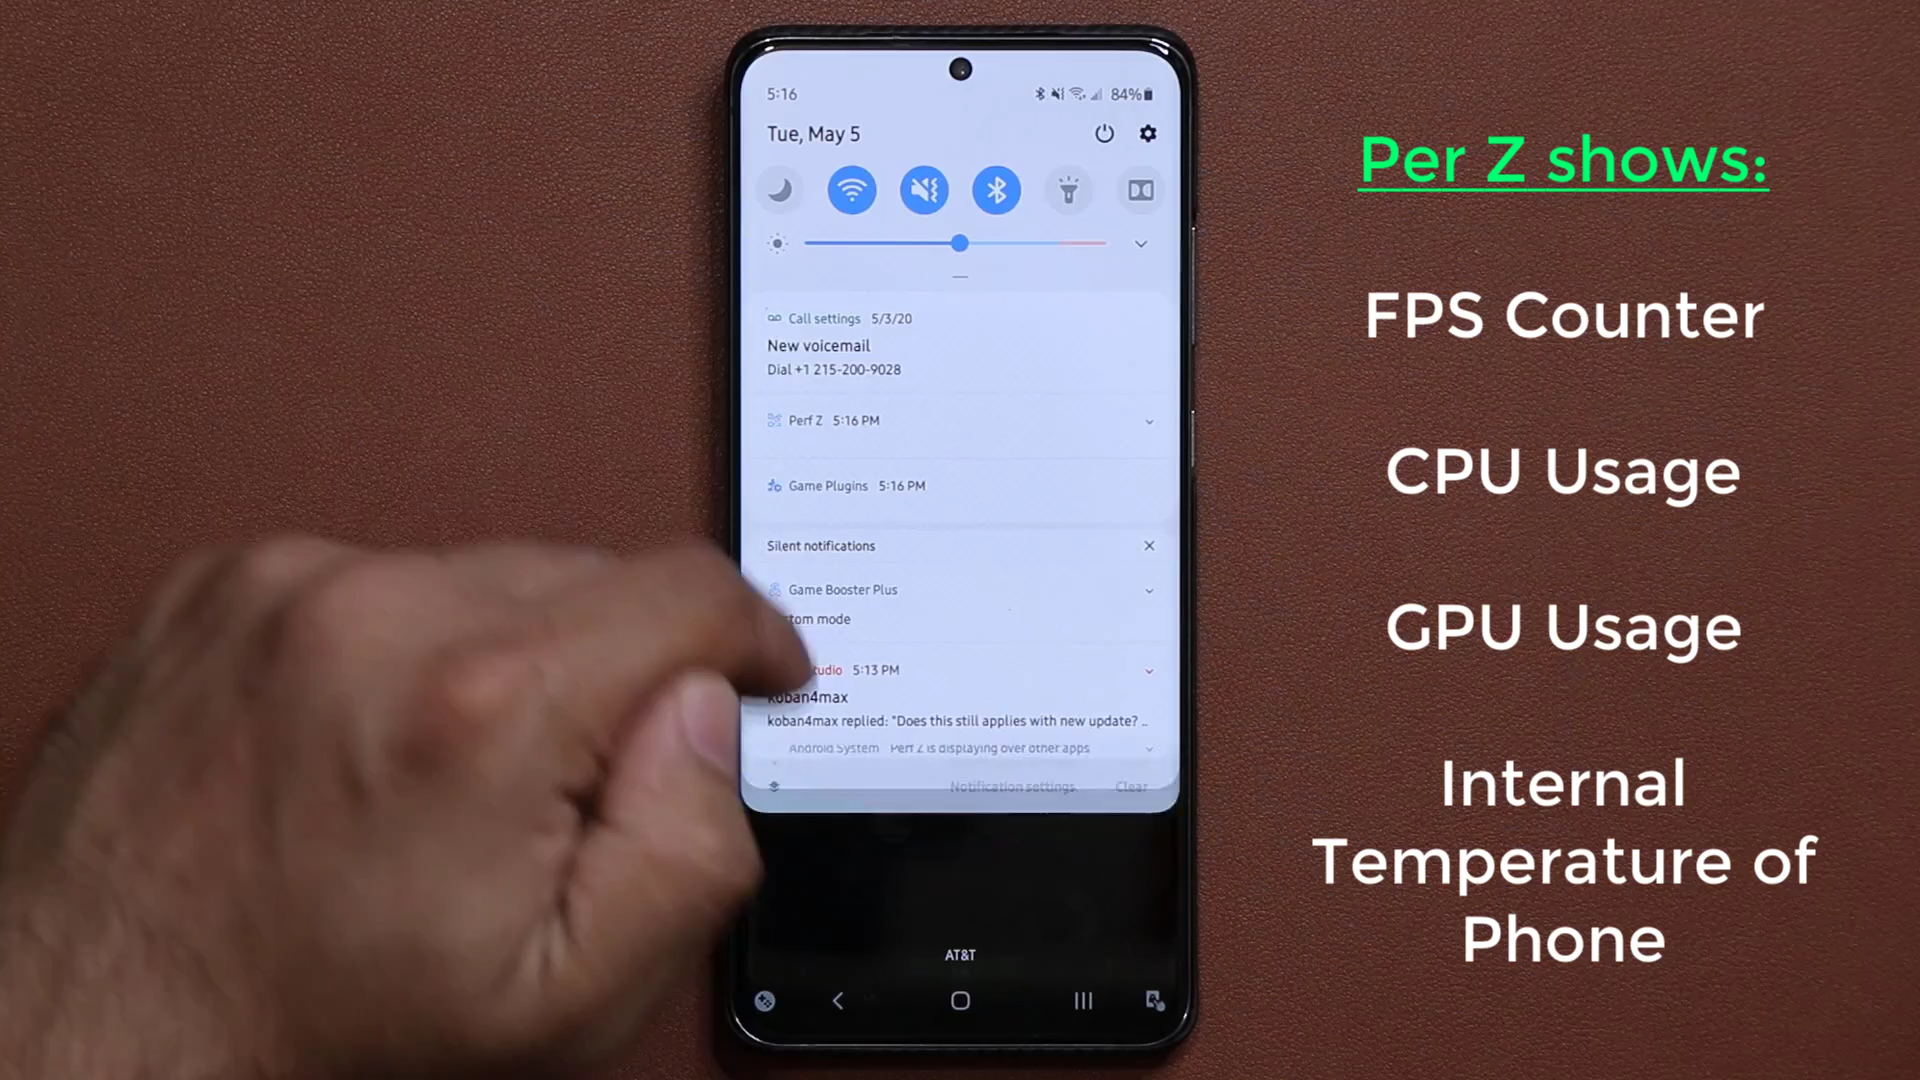 5:16
84%
Tue, May 5
Call settings 5/3/20
New voicemail
Dial +1 215-200-9028
Perf Z 5:16 PM
Game Plugins 5:16 PM
Silent notifications
Game Booster Plus
tom mode
tudio 5:13 PM
koban4max
koban4max replied: "Does this still applies with new update? ..
Android System Perf Z is displaying over other apps
Notification settings Clear
AT&T
Per Z shows:
FPS Counter
CPU Usage
GPU Usage
Internal
Temperature of
Phone